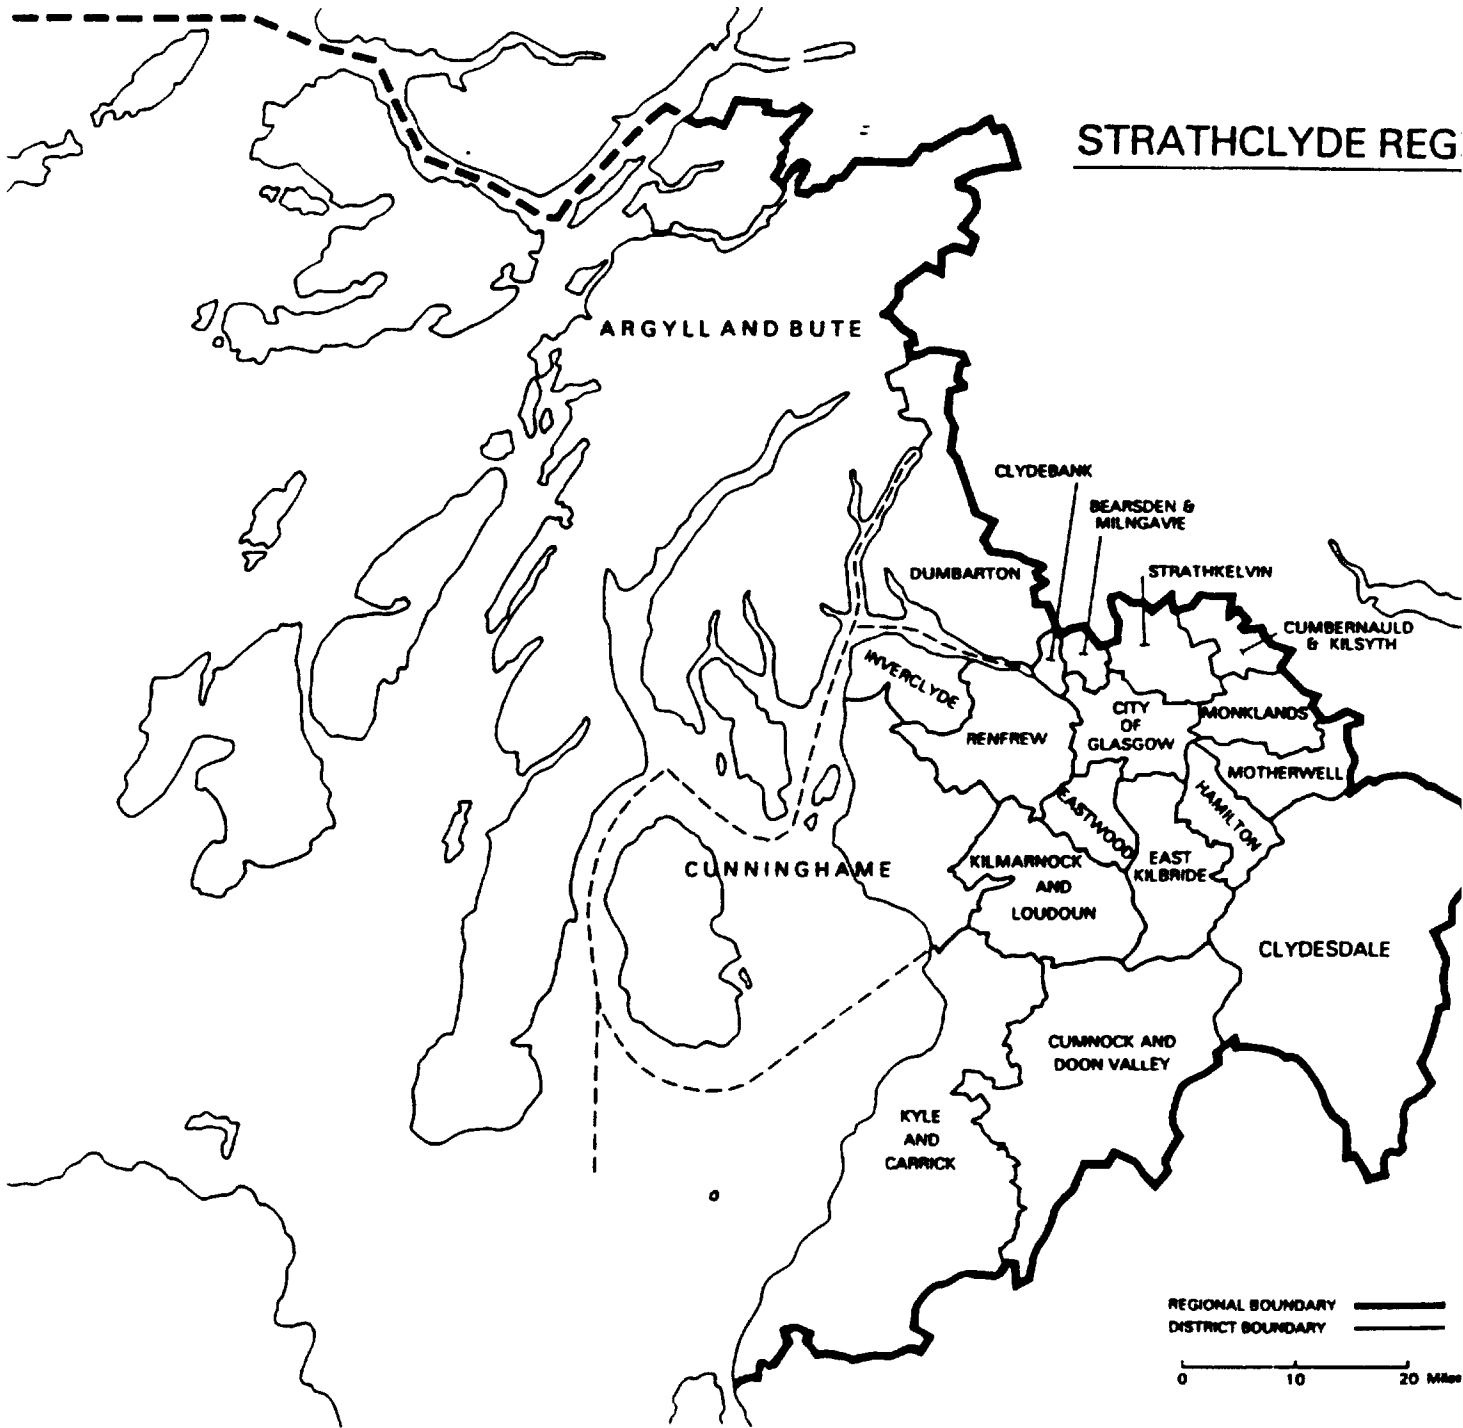 STRATHCLYDE REG
ARGYLL AND BUTE
CLYDEBANK
BEARSDEN &
MILNGAVIE
DUMBARTON
STRATHKELVIN
CUMBERNAULD
& KILSYTH
INVERCLYDE
RENFREW
CITY
OF
GLASGOW
MONKLANDS
MOTHERWELL
HAMILTON
EASTWOOD
EAST
KILBRIDE
KILMARNOCK
AND
LOUDOUN
CUNNINGHAME
CLYDESDALE
CUMNOCK AND
DOON VALLEY
KYLE
AND
CARRICK
REGIONAL BOUNDARY
DISTRICT BOUNDARY
0 10 20 Miles